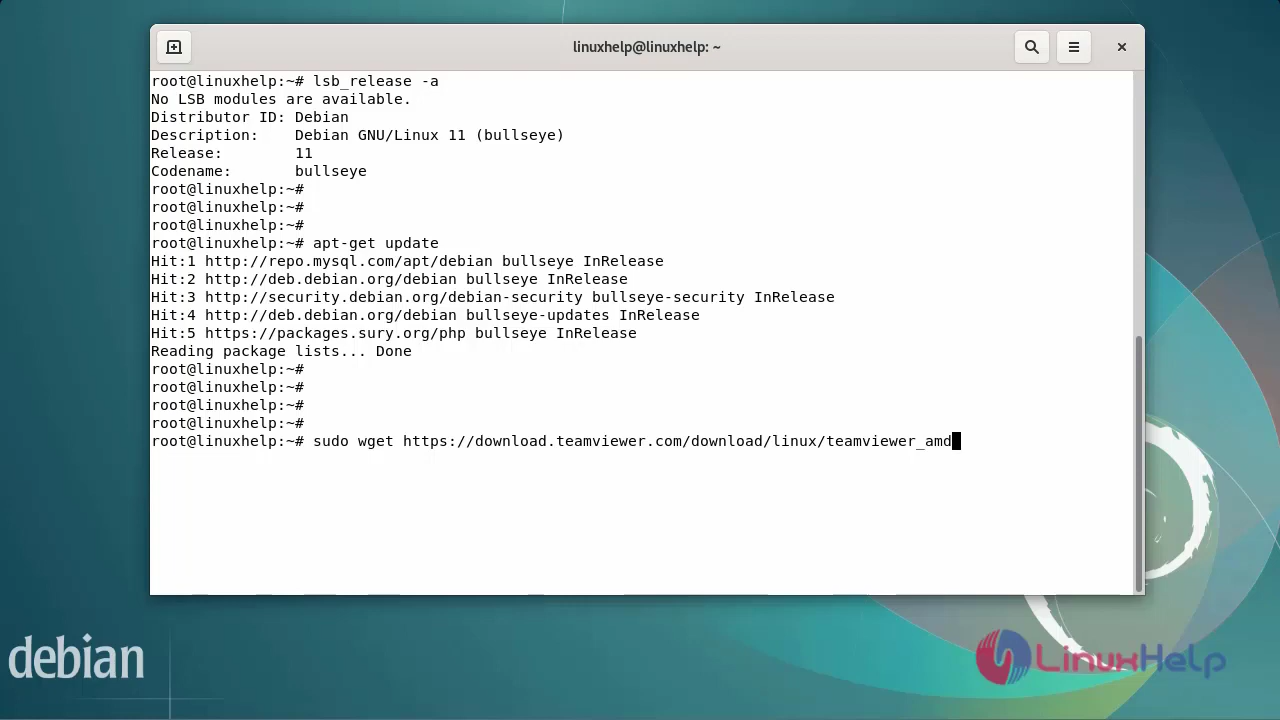 linuxhelp@linuxhelp: ~
root@linuxhelp:~# lsb_release -a
No LSB modules are available.
Distributor ID: Debian
Description:    Debian GNU/Linux 11 (bullseye)
Release:        11
Codename:       bullseye
root@linuxhelp:~#
root@linuxhelp:~#
root@linuxhelp:~#
root@linuxhelp:~# apt-get update
Hit:1 http://repo.mysql.com/apt/debian bullseye InRelease
Hit:2 http://deb.debian.org/debian bullseye InRelease
Hit:3 http://security.debian.org/debian-security bullseye-security InRelease
Hit:4 http://deb.debian.org/debian bullseye-updates InRelease
Hit:5 https://packages.sury.org/php bullseye InRelease
Reading package lists... Done
root@linuxhelp:~#
root@linuxhelp:~#
root@linuxhelp:~#
root@linuxhelp:~#
root@linuxhelp:~# sudo wget https://download.teamviewer.com/download/linux/teamviewer_amd
debian
LinuxHelp